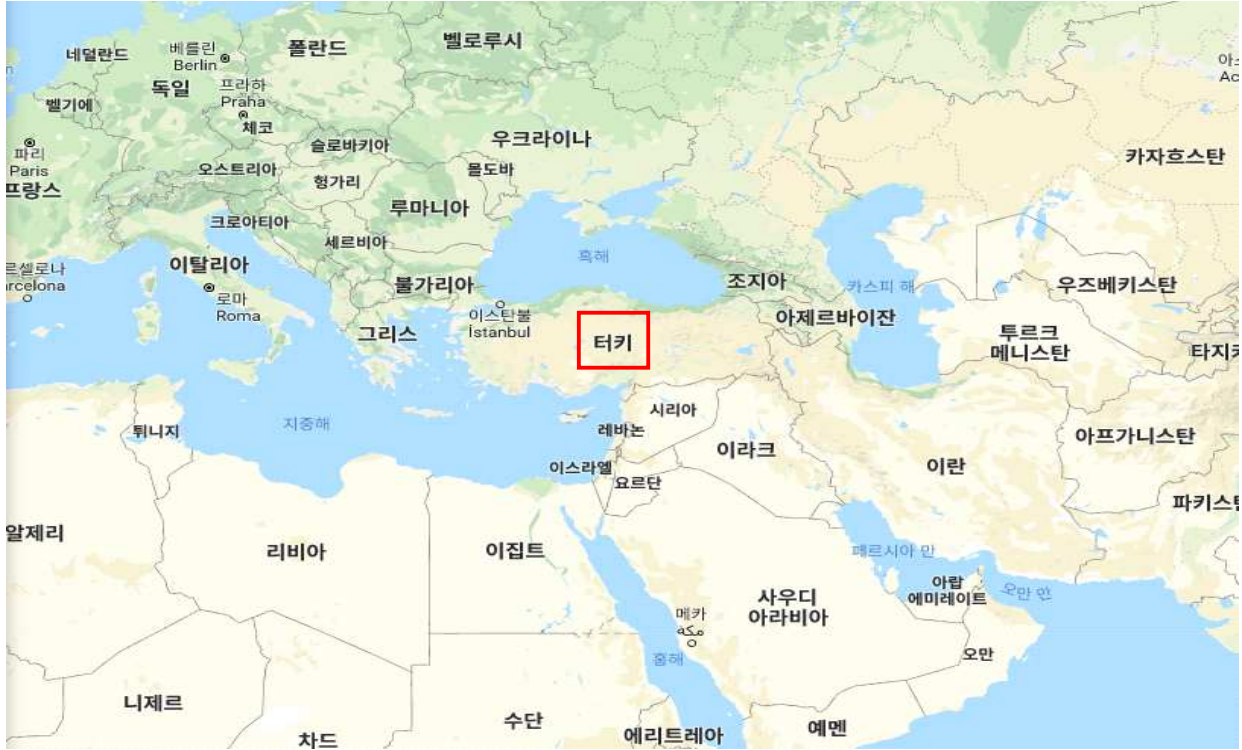 네덜란드
베를린
Berlin
폴란드
벨로루시
독일
프라하
Praha
벨기에
체코
파리
Paris
프랑스
슬로바키아
우크라이나
오스트리아
헝가리
몰도바
카자흐스탄
크로아티아
루마니아
세르비아
이탈리아
로마
Roma
불가리아
흑해
조지아
카스피 해
우즈베키스탄
이스탄불
İstanbul
그리스
터키
아제르바이잔
투르크
메니스탄
시리아
튀니지
지중해
레바논
이라크
이란
아프가니스탄
이스라엘
요르단
알제리
리비아
이집트
페르시아 만
사우디
아라비아
아랍
에미레이트
오만 만
메카
مكة
홍해
오만
니제르
차드
수단
에리트레아
예멘